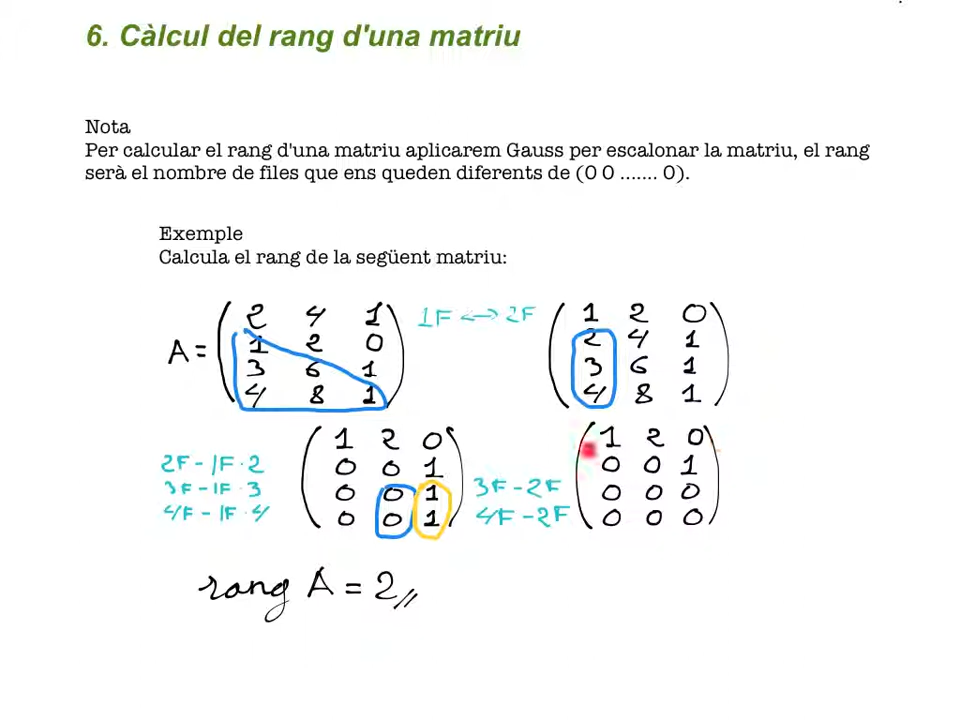 6. Càlcul del rang d'una matriu
Nota
Per calcular el rang d'una matriu aplicarem Gauss per escalonar la matriu, el rang
serà el nombre de files que ens queden diferents de (0 0 ....... 0).
Exemple
Calcula el rang de la següent matriu:
A =
2 4 1
1 2 0
3 6 1
4 8 1
1F <-> 2F
1 2 0
2 4 1
3 6 1
4 8 1
2F - 1F · 2
3F - 1F · 3
4F - 1F · 4
1 2 0
0 0 1
0 0 1
0 0 1
3F - 2F
4F - 2F
1 2 0
0 0 1
0 0 0
0 0 0
rang A = 2 //